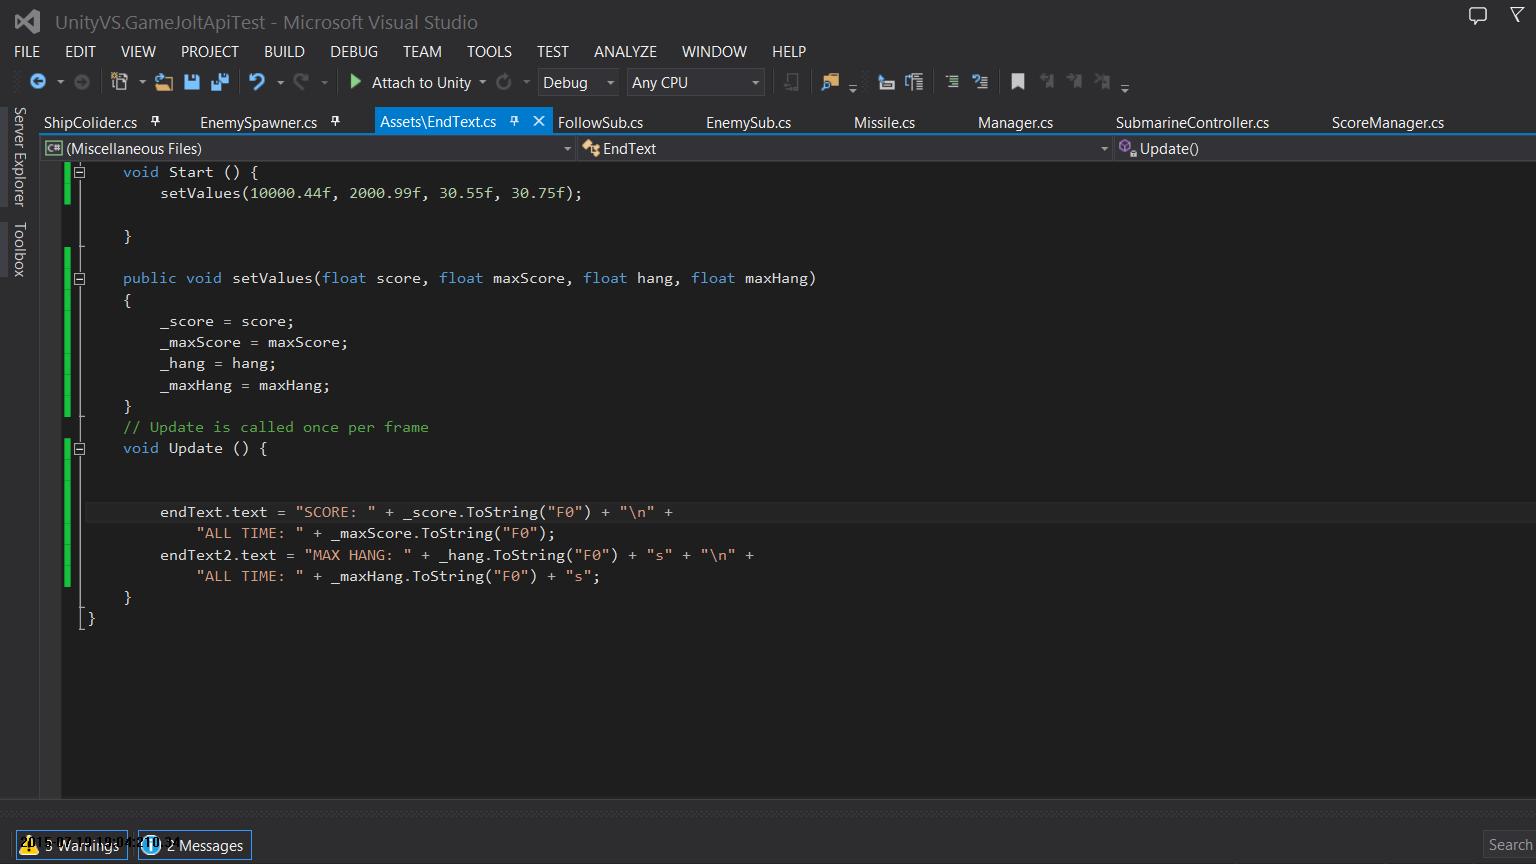 UnityVS.GameJoltApiTest - Microsoft Visual Studio
FILE EDIT VIEW PROJECT BUILD DEBUG TEAM TOOLS TEST ANALYZE WINDOW HELP
Attach to Unity Debug Any CPU
Server Explorer
Toolbox
ShipColider.cs EnemySpawner.cs Assets\EndText.cs FollowSub.cs EnemySub.cs Missile.cs Manager.cs SubmarineController.cs ScoreManager.cs
C# (Miscellaneous Files) EndText Update()
void Start () {
setValues(10000.44f, 2000.99f, 30.55f, 30.75f);
}
public void setValues(float score, float maxScore, float hang, float maxHang)
{
_score = score;
_maxScore = maxScore;
_hang = hang;
_maxHang = maxHang;
}
// Update is called once per frame
void Update () {
endText.text = "SCORE: " + _score.ToString("F0") + "\n" +
"ALL TIME: " + _maxScore.ToString("F0");
endText2.text = "MAX HANG: " + _hang.ToString("F0") + "s" + "\n" +
"ALL TIME: " + _maxHang.ToString("F0") + "s";
}
}
3 Warnings 2 Messages
Search